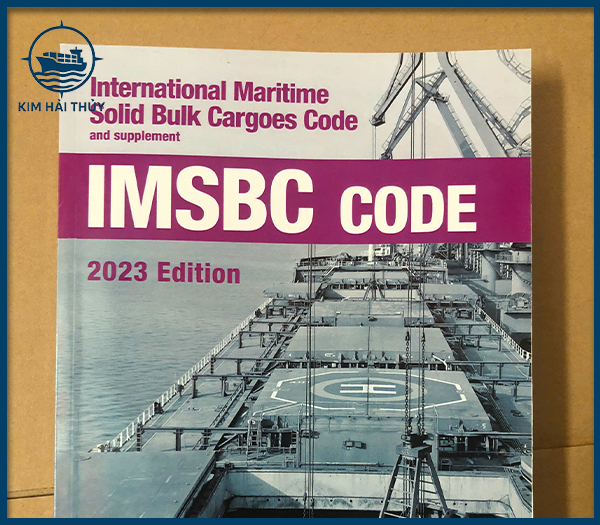 KIM HẢI THỦY
International Maritime
Solid Bulk Cargoes Code
and supplement
IMSBC CODE
2023 Edition
H